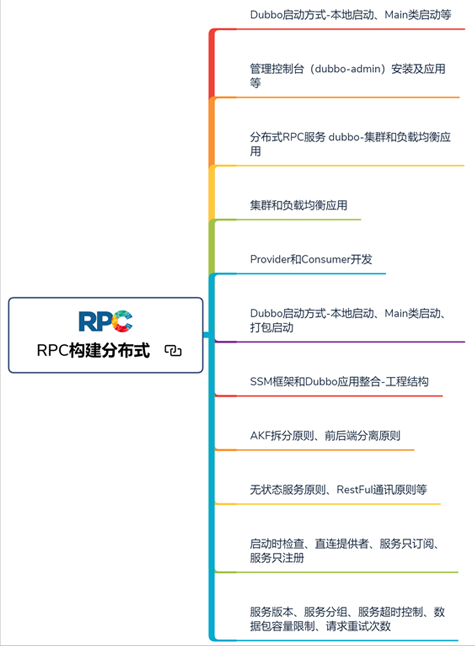 Dubbo启动方式-本地启动、Main类启动等
管理控制台（dubbo-admin）安装及应用
等
分布式RPC服务 dubbo-集群和负载均衡应
用
集群和负载均衡应用
Provider和Consumer开发
RPC
RPC构建分布式
Dubbo启动方式-本地启动、Main类启动、
打包启动
SSM框架和Dubbo应用整合-工程结构
AKF拆分原则、前后端分离原则
无状态服务原则、RestFul通讯原则等
启动时检查、直连提供者、服务只订阅、
服务只注册
服务版本、服务分组、服务超时控制、数
据包容量限制、请求重试次数